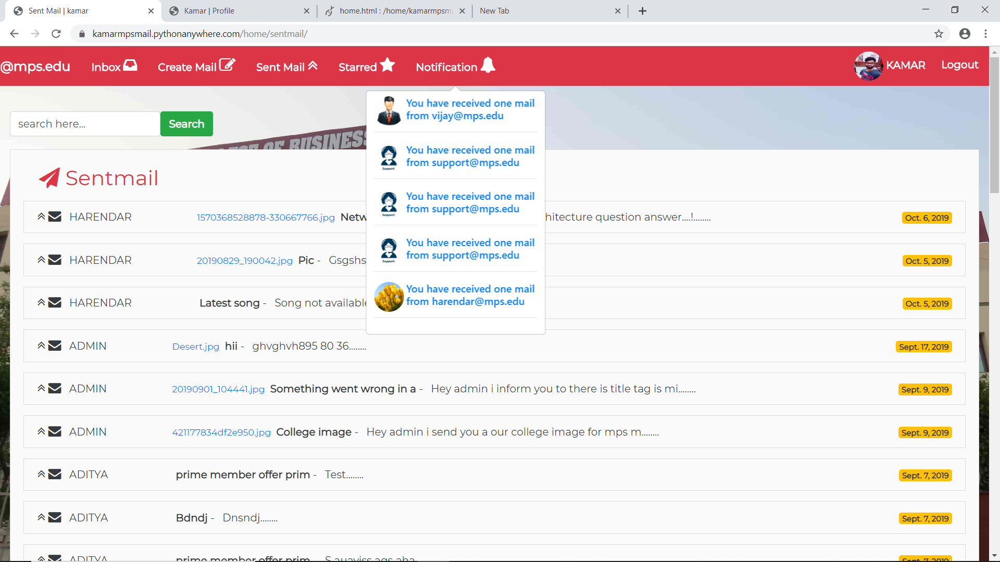 Sent Mail | kamar
Kamar | Profile
home.html : /home/kamarmpsma
New Tab
kamarmpsmail.pythonanywhere.com/home/sentmail/
@mps.edu
Inbox
Create Mail
Sent Mail
Starred
Notification
KAMAR
Logout
You have received one mail
from vijay@mps.edu
You have received one mail
from support@mps.edu
You have received one mail
from support@mps.edu
You have received one mail
from support@mps.edu
You have received one mail
from harendar@mps.edu
Support
Support
Support
search here...
Search
OF BUSINESS
Sentmail
HARENDAR 1570368528878-330667766.jpg Netw hitecture question answer....!........ Oct. 6, 2019
HARENDAR 20190829_190042.jpg Pic - Gsgshs Oct. 5, 2019
HARENDAR Latest song - Song not available Oct. 5, 2019
ADMIN Desert.jpg hii - ghvghvh895 80 36........ Sept. 17, 2019
ADMIN 20190901_104441.jpg Something went wrong in a - Hey admin i inform you to there is title tag is mi........ Sept. 9, 2019
ADMIN 421177834df2e950.jpg College image - Hey admin i send you a our college image for mps m........ Sept. 9, 2019
ADITYA prime member offer prim - Test........ Sept. 7, 2019
ADITYA Bdndj - Dnsndj........ Sept. 7, 2019
ADITYA prime member offer prim Sept. 7, 2019